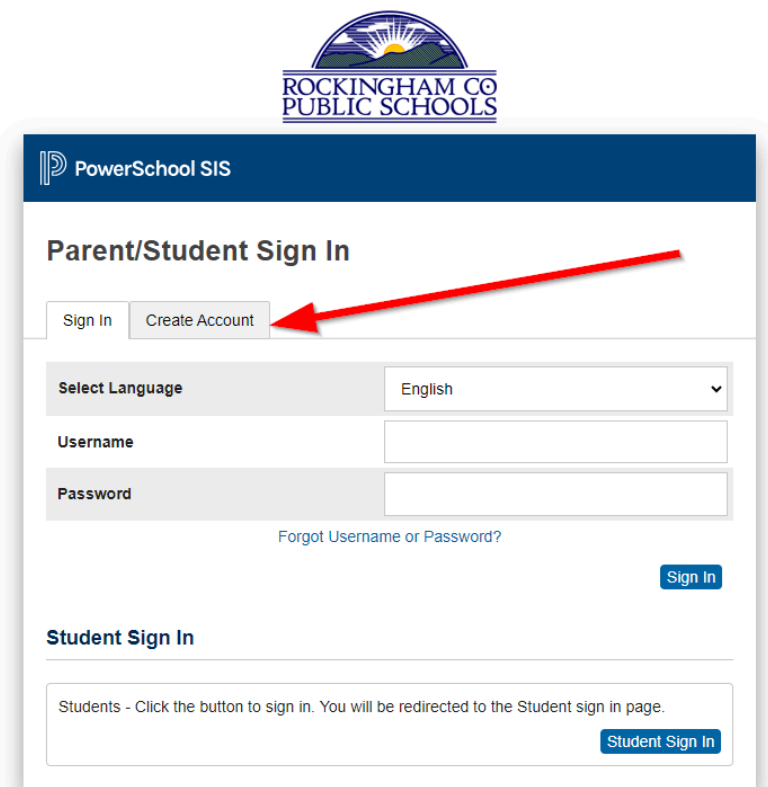 ROCKINGHAM CO
PUBLIC SCHOOLS
PowerSchool SIS
Parent/Student Sign In
Sign In
Create Account
Select Language
English
Username
Password
Forgot Username or Password?
Sign In
Student Sign In
Students - Click the button to sign in. You will be redirected to the Student sign in page.
Student Sign In